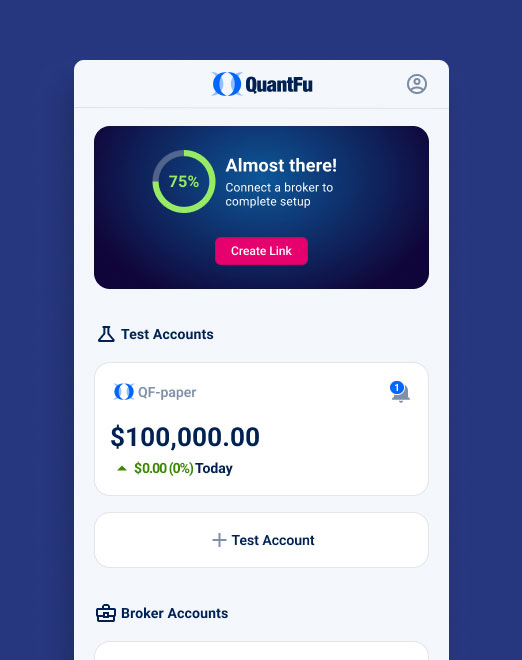 QuantFu
75%
Almost there!
Connect a broker to
complete setup
Create Link
Test Accounts
QF-paper
1
$100,000.00
$0.00 (0%) Today
Test Account
Broker Accounts